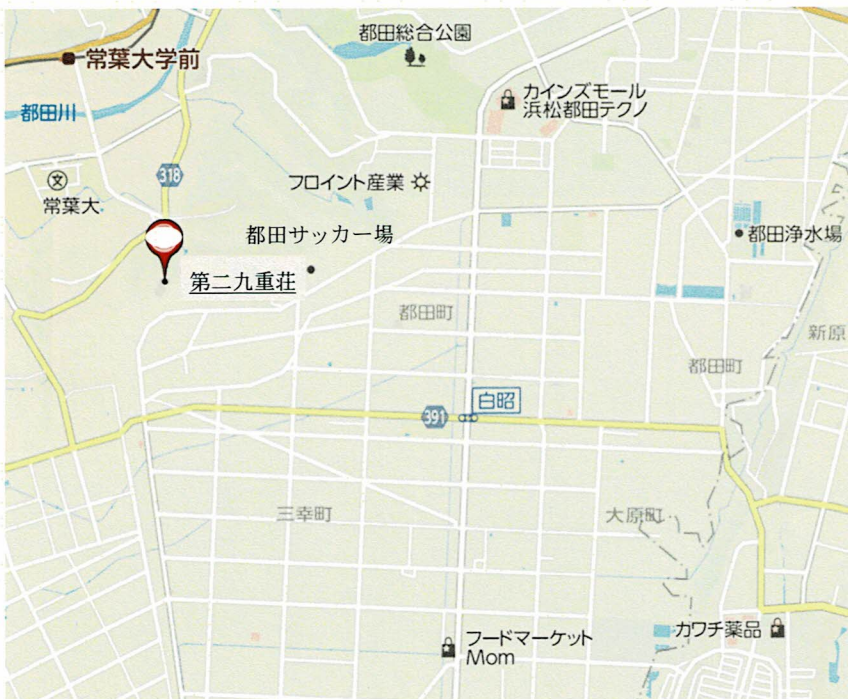 都田総合公園
常葉大学前
カインズモール
浜松都田テクノ
都田川
318
フロイント産業
常葉大
都田サッカー場
都田浄水場
第二九重荘
都田町
新原
都田町
白昭
391
三幸町
大原町
フードマーケット
Mom
カワチ薬品